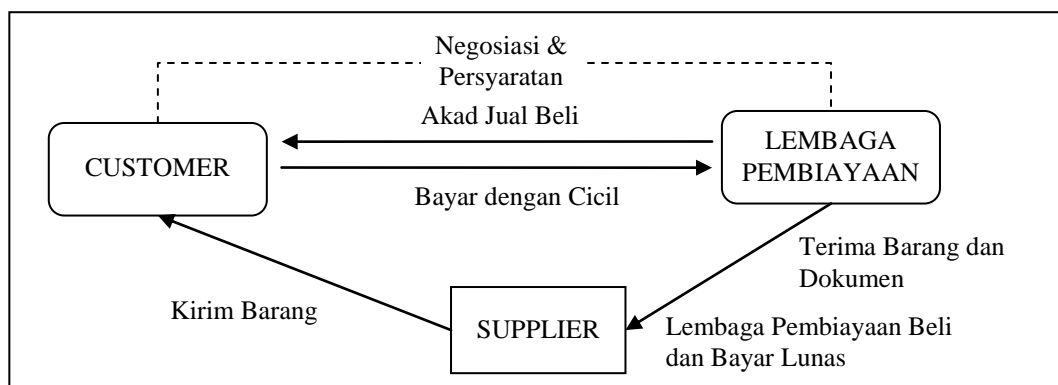 Negosiasi &
Persyaratan
Akad Jual Beli
CUSTOMER
LEMBAGA
PEMBIAYAAN
Bayar dengan Cicil
Terima Barang dan
Dokumen
Kirim Barang
SUPPLIER
Lembaga Pembiayaan Beli
dan Bayar Lunas